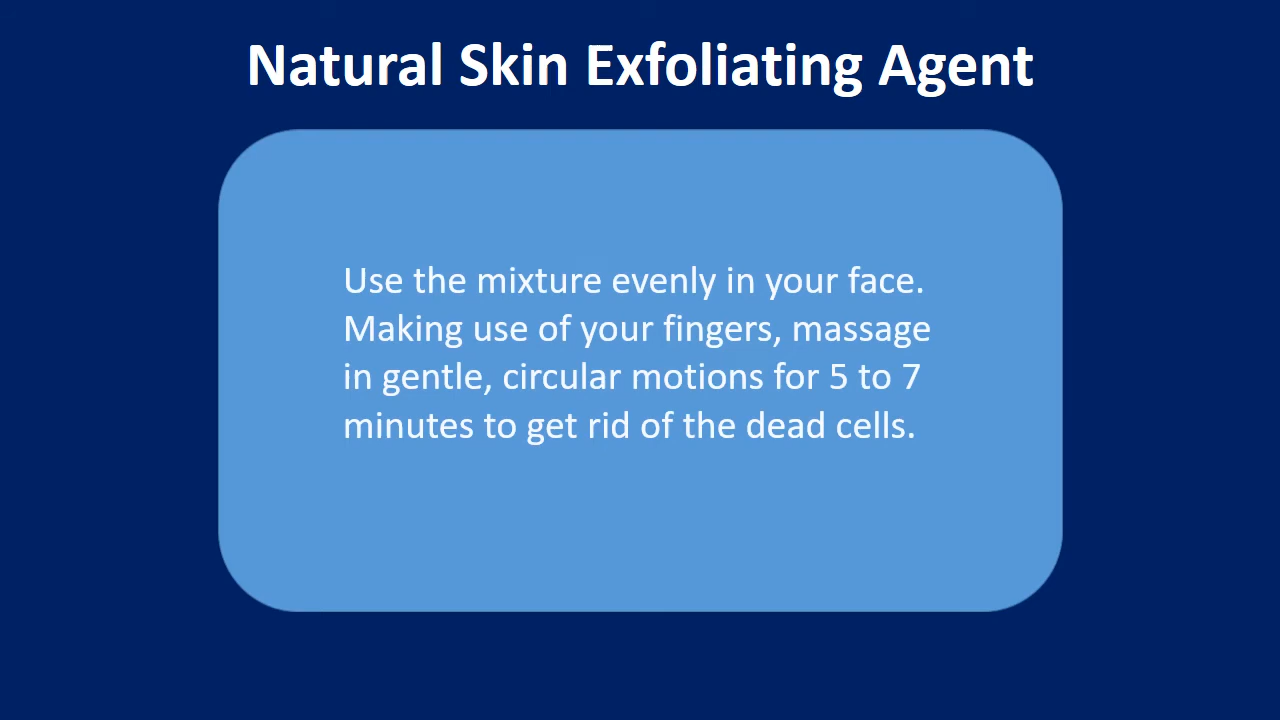 Natural Skin Exfoliating Agent
Use the mixture evenly in your face.
Making use of your fingers, massage
in gentle, circular motions for 5 to 7
minutes to get rid of the dead cells.